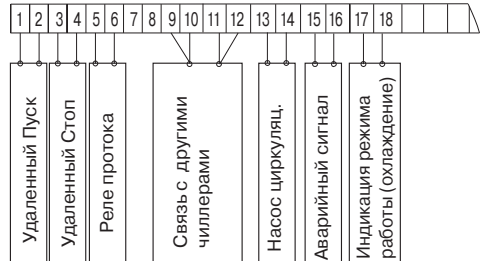 1 2 3 4 5 6 7 8 9 10 11 12 13 14 15 16 17 18
Удаленный Пуск
Удаленный Стоп
Реле протока
Связь с другими
чиллерами
Насос циркуляц.
Аварийный сигнал
Индикация режима
работы (охлаждение)